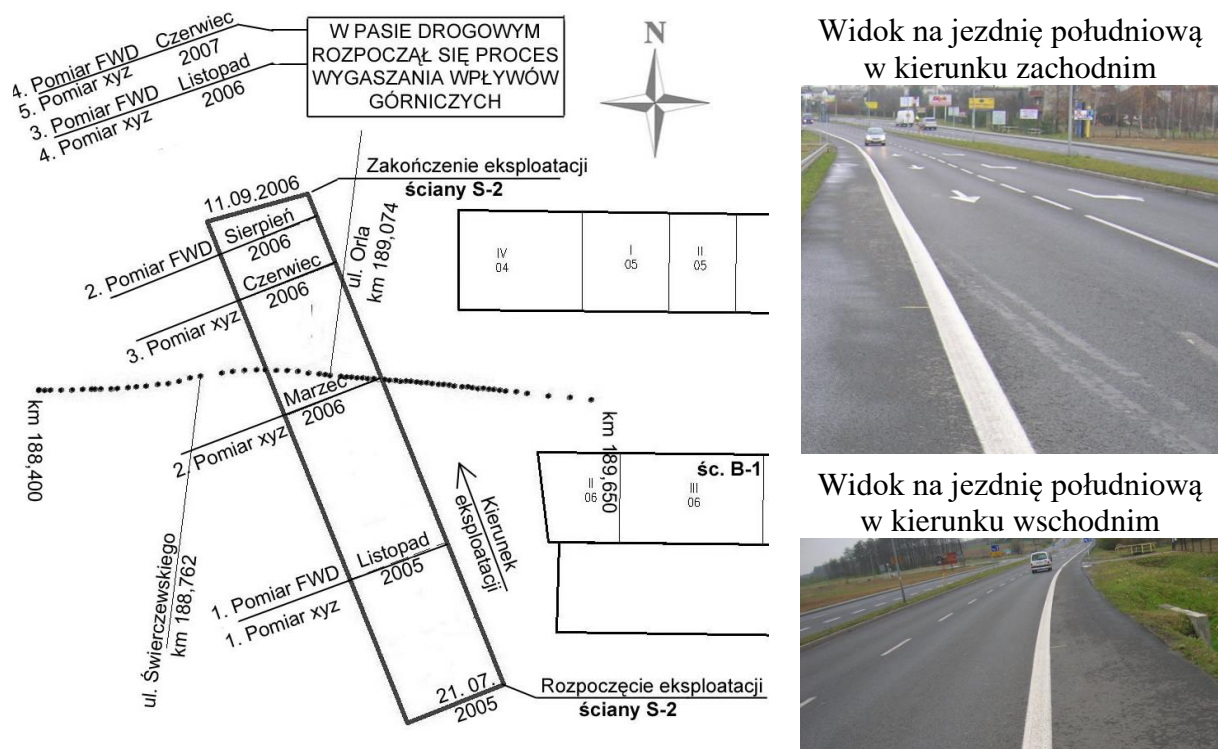 4. Pomiar FWD Czerwiec
5. Pomiar xyz 2007
3. Pomiar FWD Listopad
4. Pomiar xyz 2006
W PASIE DROGOWYM
ROZPOCZĄŁ SIĘ PROCES
WYGASZANIA WPŁYWÓW
GÓRNICZYCH
N
Zakończenie eksploatacji
ściany S-2
11.09.2006
2. Pomiar FWD Sierpień
2006
3. Pomiar xyz Czerwiec
2006
ul. Orla
km 189,074
IV
04
I
05
II
05
2. Pomiar xyz Marzec
2006
km 188,400
km 189,650
ul. Świerczewskiego
km 188,762
śc. B-1
II
06
III
06
Kierunek
eksploatacji
1. Pomiar FWD Listopad
1. Pomiar xyz 2005
21. 07.
2005
Rozpoczęcie eksploatacji
ściany S-2
Widok na jezdnię południową
w kierunku zachodnim
Widok na jezdnię południową
w kierunku wschodnim